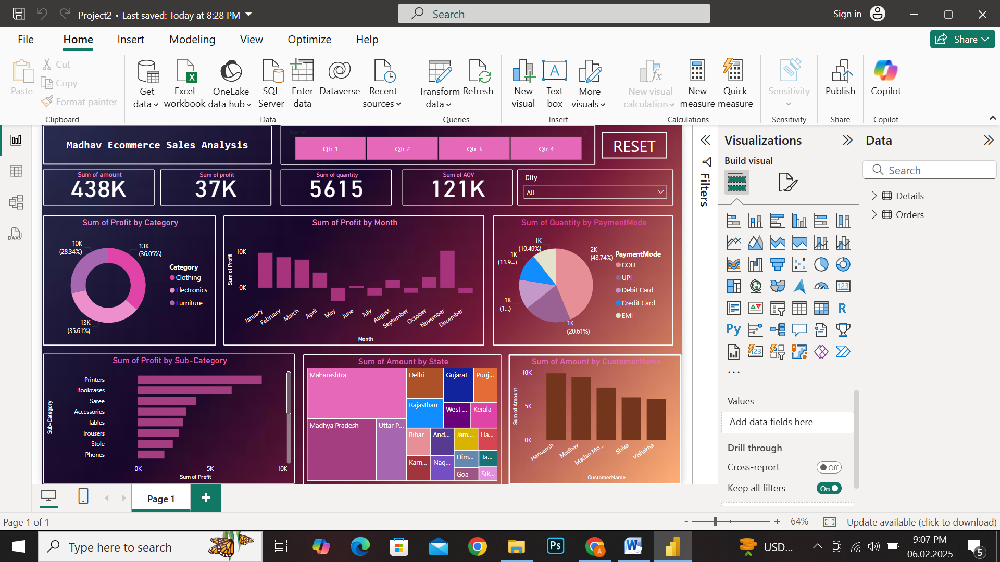 Project2 • Last saved: Today at 8:28 PM
Search
Sign in
File
Home
Insert
Modeling
View
Optimize
Help
Share
Paste
Cut
Copy
Format painter
Clipboard
Get data
Excel workbook
OneLake data hub
SQL Server
Enter data
Dataverse
Recent sources
Data
Transform data
Refresh
Queries
New visual
Text box
More visuals
Insert
New visual calculation
New measure
Quick measure
Calculations
Sensitivity
Sensitivity
Publish
Share
Copilot
Copilot
Madhav Ecommerce Sales Analysis
Quarter
Qtr 1
Qtr 2
Qtr 3
Qtr 4
RESET
Sum of amount
438K
Sum of profit
37K
Sum of quantity
5615
Sum of AOV
121K
City
All
Sum of Profit by Category
10K
(28.34%)
13K
(36.05%)
13K
(35.61%)
Category
Clothing
Electronics
Furniture
Sum of Profit by Month
Sum of Profit
10K
0K
January
February
March
April
May
June
July
August
September
October
November
December
Month
Sum of Quantity by PaymentMode
1K
(10.49%)
1K
(11.9...)
1K
(1...)
2K
(43.74%)
1K
(20.61%)
PaymentMode
COD
UPI
Debit Card
Credit Card
EMI
Sum of Profit by Sub-Category
Sub-Category
Printers
Bookcases
Saree
Accessories
Tables
Trousers
Stole
Phones
0K
5K
10K
Sum of Profit
Sum of Amount by State
Maharashtra
Madhya Pradesh
Uttar P...
Delhi
Rajasthan
Gujarat
Punj...
West ...
Kerala
Bihar
And...
Jam...
Ha...
Karn...
Nag...
Him...
Ta...
Goa
Sik...
Sum of Amount by CustomerName
Sum of Amount
10K
5K
0K
Harivansh
Madhav
Madan Mo...
Shiva
Vishakha
CustomerName
Filters
Visualizations
Build visual
123
R
Py
123
...
Values
Add data fields here
Drill through
Cross-report
Off
Keep all filters
On
Data
Search
Details
Orders
DAX
Page 1
+
Page 1 of 1
- + 64%
Update available (click to download)
Type here to search
Ps
A
W
USD...
9:07 PM
06.02.2025
5